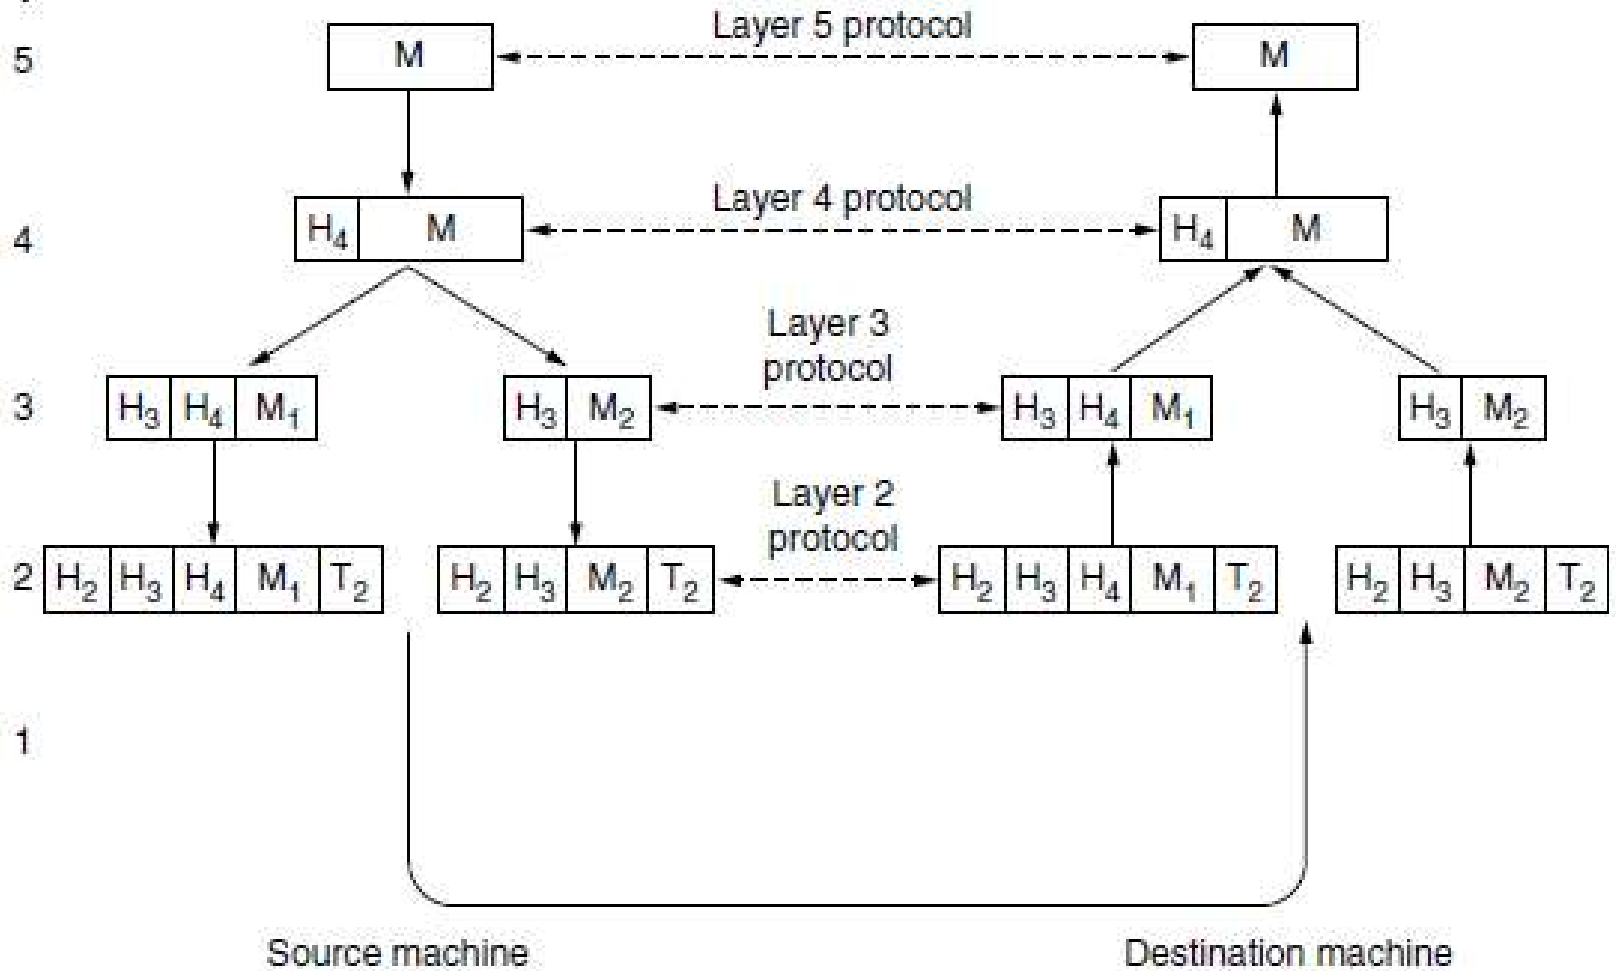 Layer 5 protocol
5 M M
Layer 4 protocol
4 H4 M H4 M
Layer 3
protocol
3 H3 H4 M1 H3 M2 H3 H4 M1 H3 M2
Layer 2
protocol
2 H2 H3 H4 M1 T2 H2 H3 M2 T2 H2 H3 H4 M1 T2 H2 H3 M2 T2
1
Source machine Destination machine